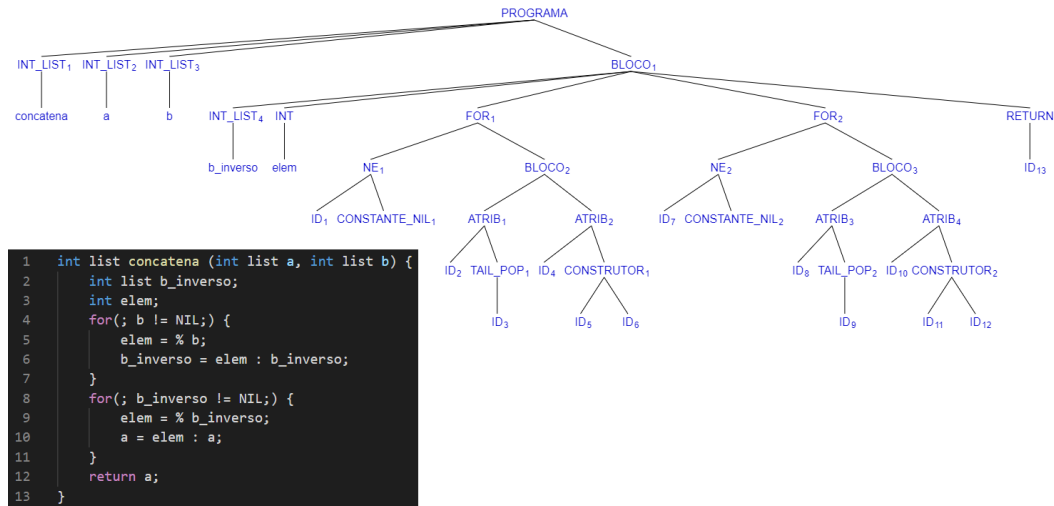 PROGRAMA
INT_LIST₁ INT_LIST₂ INT_LIST₃ BLOCO₁
concatena a b INT_LIST₄ INT FOR₁ FOR₂ RETURN
b_inverso elem NE₁ BLOCO₂ NE₂ BLOCO₃ ID₁₃
ID₁ CONSTANTE_NIL₁ ATRIB₁ ATRIB₂ ID₇ CONSTANTE_NIL₂ ATRIB₃ ATRIB₄
ID₂ TAIL_POP₁ ID₄ CONSTRUTOR₁ ID₈ TAIL_POP₂ ID₁₀ CONSTRUTOR₂
ID₃ ID₅ ID₆ ID₉ ID₁₁ ID₁₂
1 int list concatena (int list a, int list b) {
2 int list b_inverso;
3 int elem;
4 for(; b != NIL;) {
5 elem = % b;
6 b_inverso = elem : b_inverso;
7 }
8 for(; b_inverso != NIL;) {
9 elem = % b_inverso;
10 a = elem : a;
11 }
12 return a;
13 }